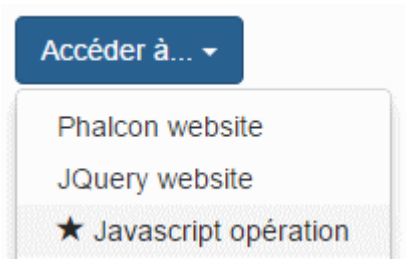 Accéder à...
Phalcon website
JQuery website
★ Javascript opération